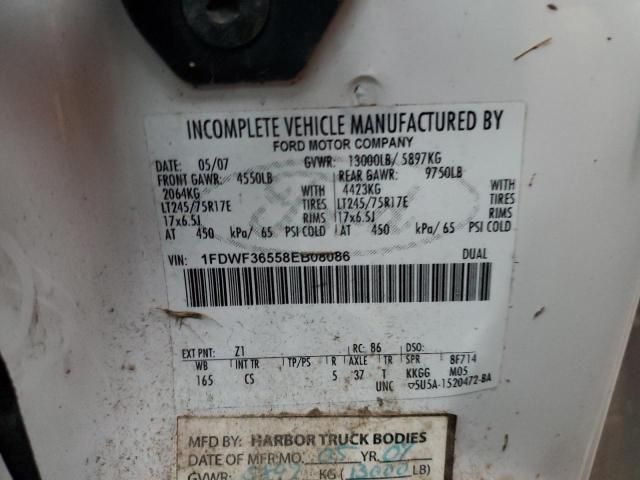 INCOMPLETE VEHICLE MANUFACTURED BY
FORD MOTOR COMPANY
DATE: 05/07 GVWR: 13000LB/ 5897KG
FRONT GAWR: 4550LB REAR GAWR: 9750LB
2064KG WITH 4423KG WITH
LT245/75R17E TIRES LT245/75R17E TIRES
17x6.5J RIMS 17x6.5J RIMS
AT 450 kPa/ 65 PSI COLD AT 450 kPa/ 65 PSI COLD
VIN: 1FDWF36558EB08086 DUAL
EXT PNT: Z1 RC: 86 DSO:
WB INT TR TP/PS R AXLE TR SPR 8F714
165 CS 5 37 T KKGG M05
UNC ▽5U5A-1520472-BA
MFD BY: HARBOR TRUCK BODIES
DATE OF MFR: MO. 05 YR. 07
GVWR: KG (13000 LB)